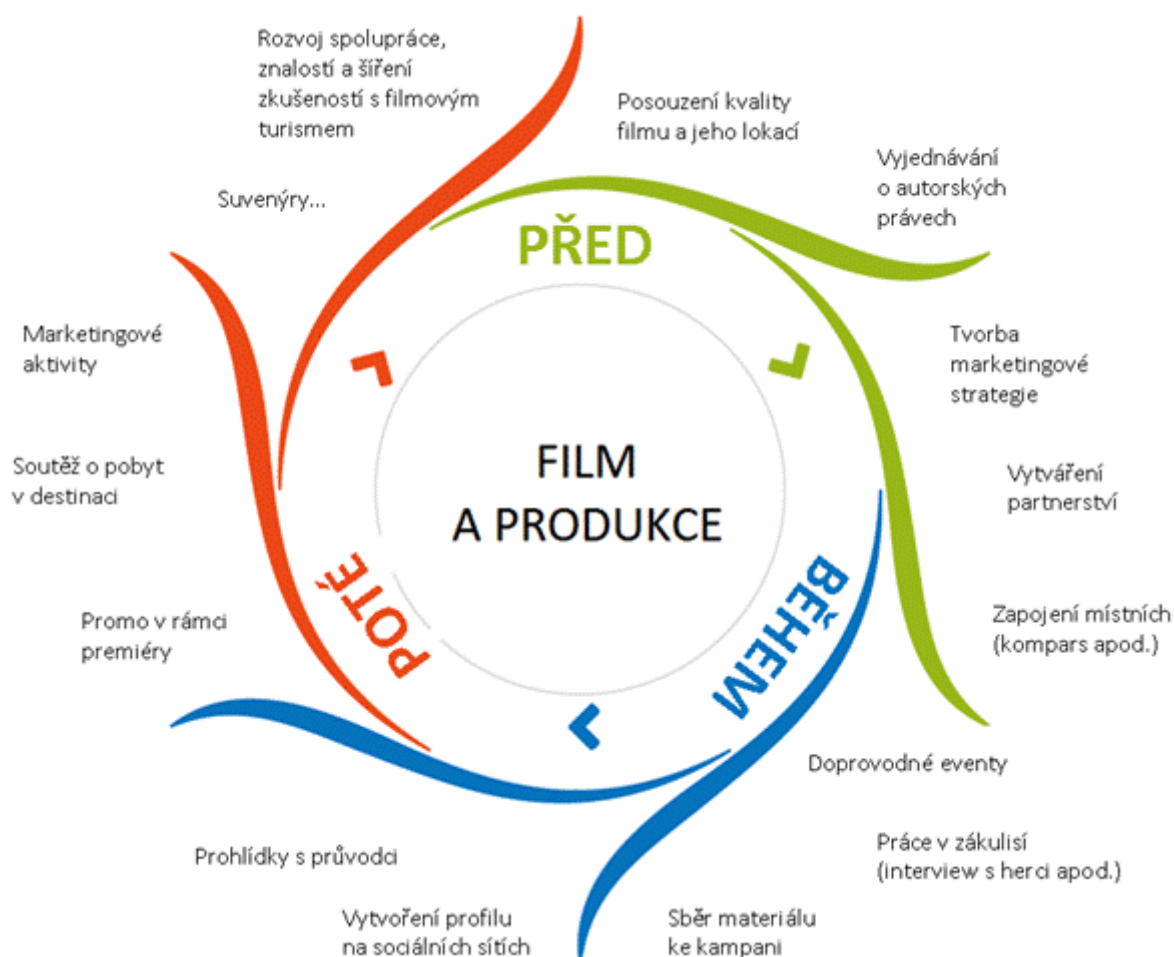 Rozvoj spolupráce,
znalostí a šíření
zkušeností s filmovým
turismem
Posouzení kvality
filmu a jeho lokací
Vyjednávání
o autorských
právech
Suvenýry...
PŘED
Marketingové
aktivity
Tvorba
marketingové
strategie
FILM
A PRODUKCE
Soutěž o pobyt
v destinaci
Vytváření
partnerství
POTÉ
BĚHEM
Promo v rámci
premiéry
Zapojení místních
(kompars apod.)
Doprovodné eventy
Prohlídky s průvodci
Práce v zákulisí
(interview s herci apod.)
Vytvoření profilu
na sociálních sítích
Sběr materiálu
ke kampani